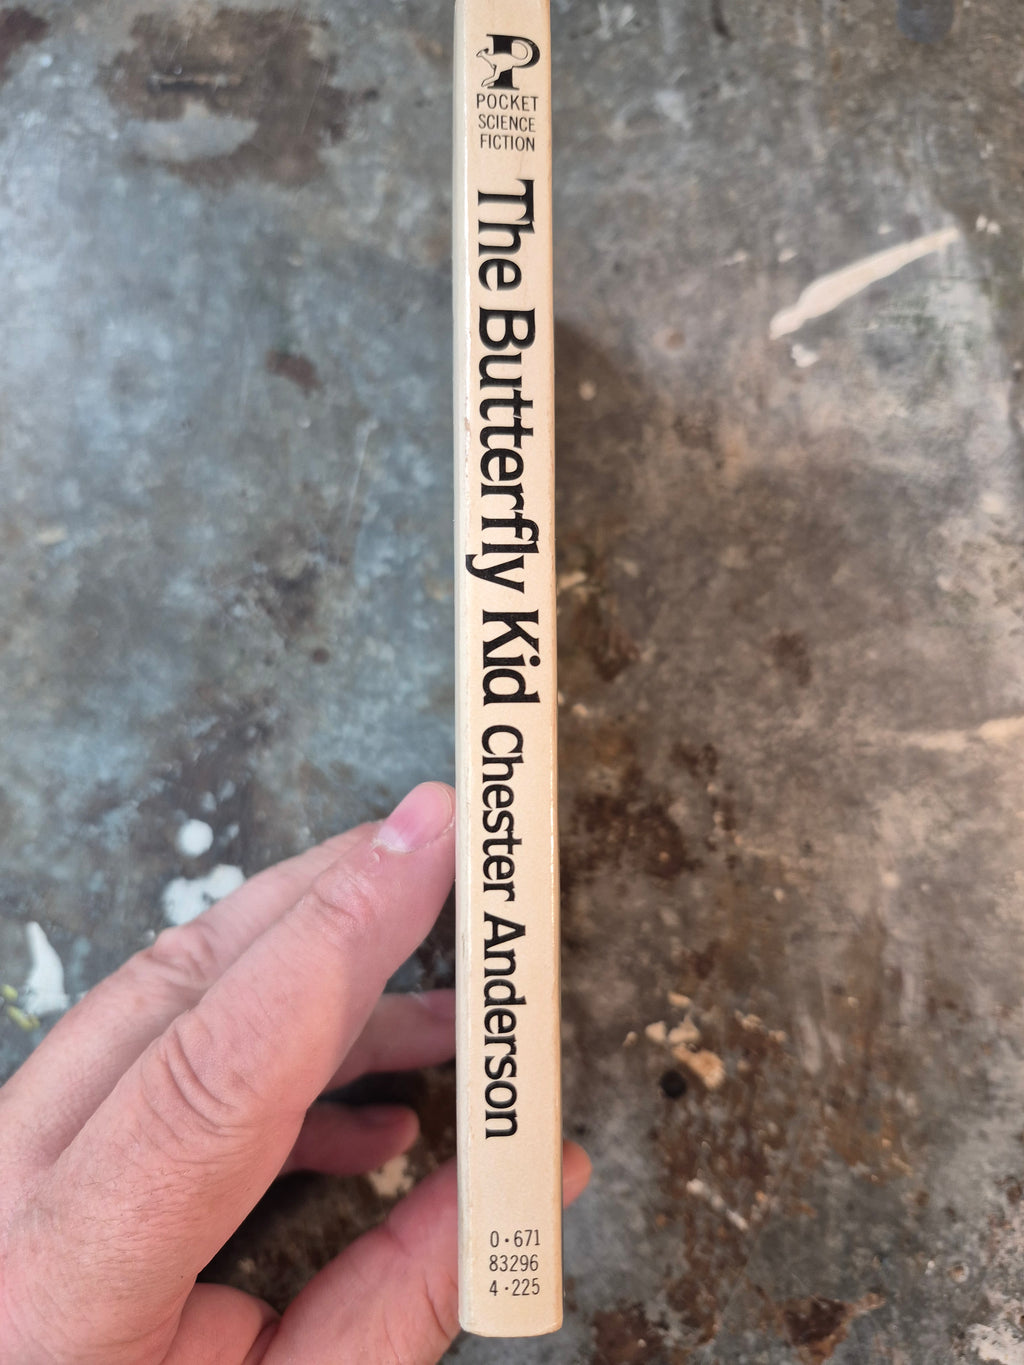 POCKET
SCIENCE
FICTION
The Butterfly Kid Chester Anderson
0·671
83296
4·225